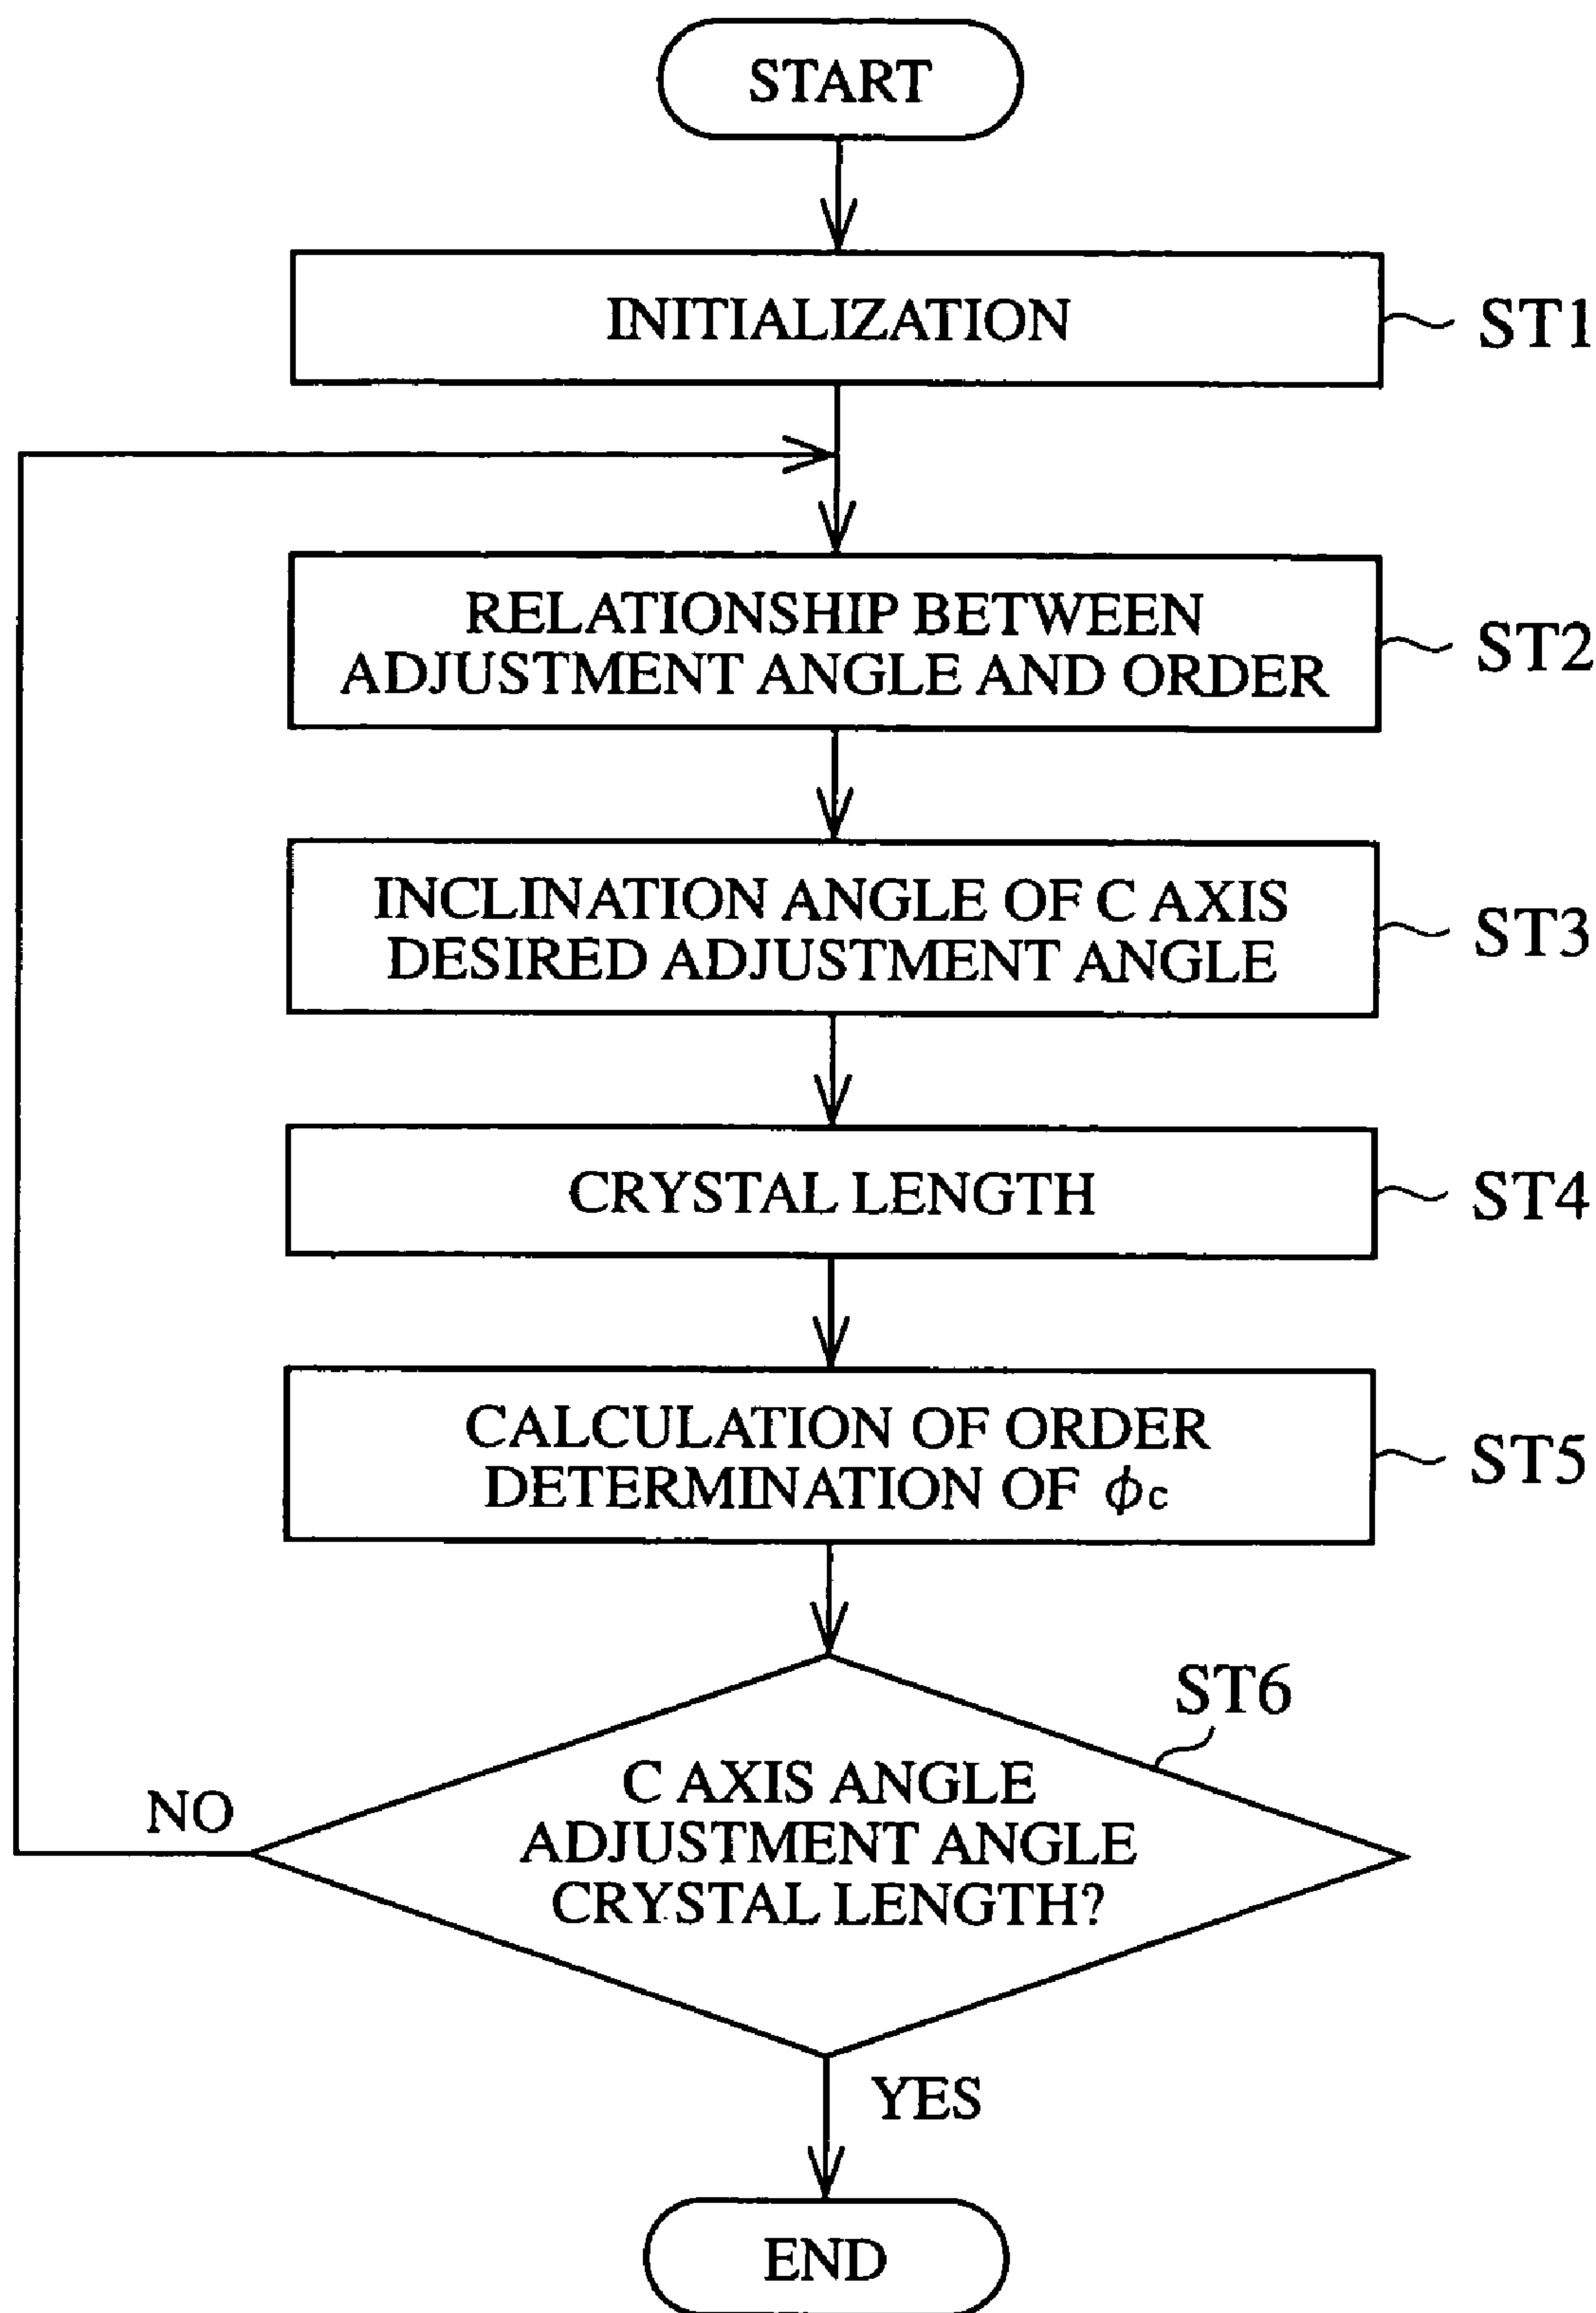 START
INITIALIZATION
ST1
RELATIONSHIP BETWEEN
ADJUSTMENT ANGLE AND ORDER
ST2
INCLINATION ANGLE OF C AXIS
DESIRED ADJUSTMENT ANGLE
ST3
CRYSTAL LENGTH
ST4
CALCULATION OF ORDER
DETERMINATION OF ϕc
ST5
ST6
C AXIS ANGLE
ADJUSTMENT ANGLE
CRYSTAL LENGTH?
NO
YES
END